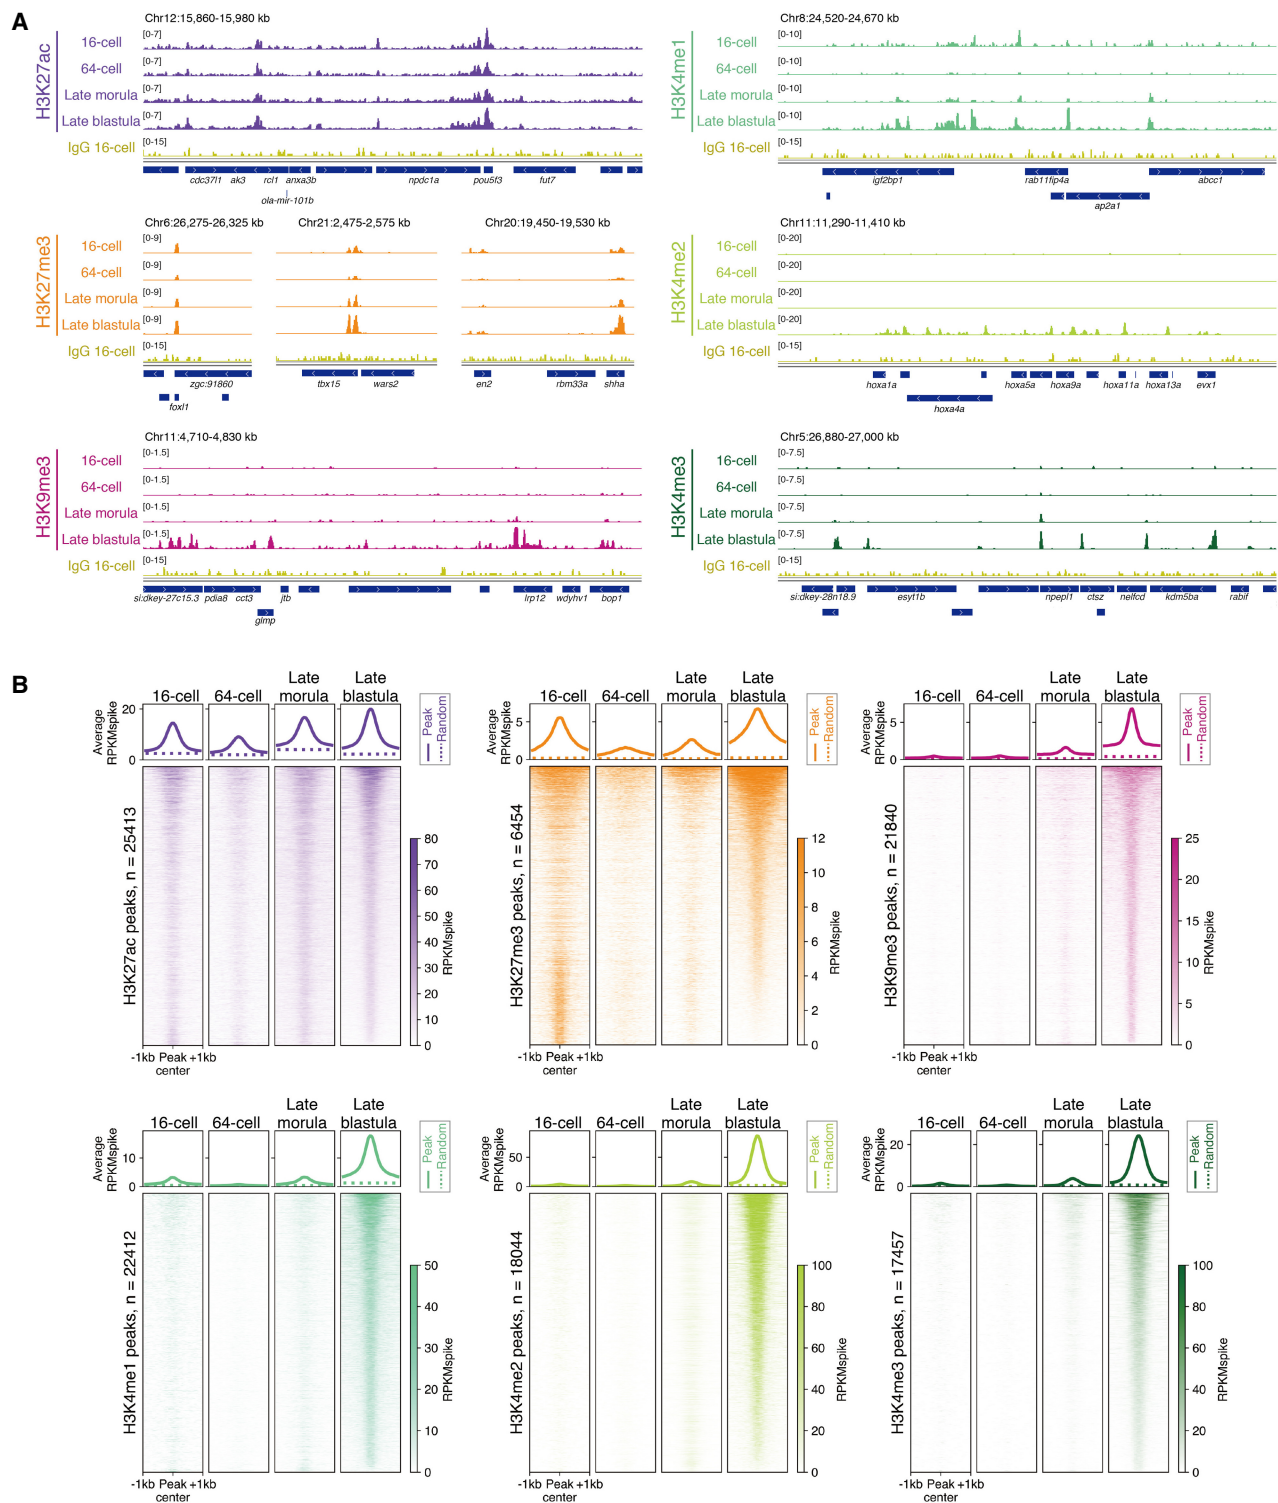 A
Chr12:15,860-15,980 kb
H3K27ac
16-cell
[0-7]
64-cell
[0-7]
Late morula
[0-7]
Late blastula
[0-7]
IgG 16-cell
[0-15]
cdc37l1 ak3 rcl1 anxa3b npdc1a pou5f3 fut7
ola-mir-101b
Chr8:24,520-24,670 kb
H3K4me1
16-cell
[0-10]
64-cell
[0-10]
Late morula
[0-10]
Late blastula
[0-10]
IgG 16-cell
[0-15]
igf2bp1 rab11fip4a abcc1
ap2a1
Chr6:26,275-26,325 kb Chr21:2,475-2,575 kb Chr20:19,450-19,530 kb
H3K27me3
16-cell
[0-9]
64-cell
[0-9]
Late morula
[0-9]
Late blastula
[0-9]
IgG 16-cell
[0-15]
zgc:91860 tbx15 wars2 en2 rbm33a shha
foxl1
Chr11:11,290-11,410 kb
H3K4me2
16-cell
[0-20]
64-cell
[0-20]
Late morula
[0-20]
Late blastula
[0-20]
IgG 16-cell
[0-15]
hoxa1a hoxa5a hoxa9a hoxa11a hoxa13a evx1
hoxa4a
Chr11:4,710-4,830 kb
H3K9me3
16-cell
[0-1.5]
64-cell
[0-1.5]
Late morula
[0-1.5]
Late blastula
[0-1.5]
IgG 16-cell
[0-15]
si:dkey-27c15.3 pdia8 cct3 jtb lrp12 wdyhv1 bop1
glmp
Chr5:26,880-27,000 kb
H3K4me3
16-cell
[0-7.5]
64-cell
[0-7.5]
Late morula
[0-7.5]
Late blastula
[0-7.5]
IgG 16-cell
[0-15]
si:dkey-28n18.9 esyt1b npepl1 ctsz nelfcd kdm5ba rabif
B
16-cell 64-cell Late morula Late blastula
Average RPKMspike
20
0
Peak
Random
H3K27ac peaks, n = 25413
80
70
60
50
40
30
20
10
0
RPKMspike
-1kb Peak +1kb
center
16-cell 64-cell Late morula Late blastula
Average RPKMspike
5
0
Peak
Random
H3K27me3 peaks, n = 6454
12
10
8
6
4
2
0
RPKMspike
-1kb Peak +1kb
center
16-cell 64-cell Late morula Late blastula
Average RPKMspike
5
0
Peak
Random
H3K9me3 peaks, n = 21840
25
20
15
10
5
0
RPKMspike
-1kb Peak +1kb
center
16-cell 64-cell Late morula Late blastula
Average RPKMspike
10
0
Peak
Random
H3K4me1 peaks, n = 22412
50
40
30
20
10
0
RPKMspike
-1kb Peak +1kb
center
16-cell 64-cell Late morula Late blastula
Average RPKMspike
50
0
Peak
Random
H3K4me2 peaks, n = 18044
100
80
60
40
20
0
RPKMspike
-1kb Peak +1kb
center
16-cell 64-cell Late morula Late blastula
Average RPKMspike
20
0
Peak
Random
H3K4me3 peaks, n = 17457
100
80
60
40
20
0
RPKMspike
-1kb Peak +1kb
center